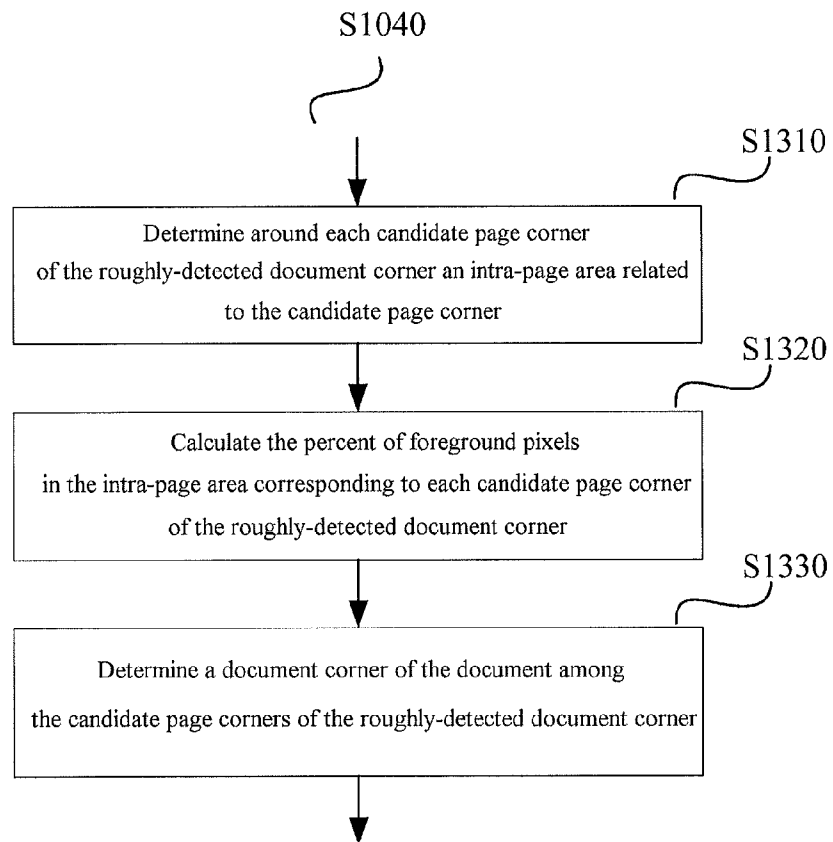 S1040
S1310
Determine around each candidate page corner
of the roughly-detected document corner an intra-page area related
to the candidate page corner
S1320
Calculate the percent of foreground pixels
in the intra-page area corresponding to each candidate page corner
of the roughly-detected document corner
S1330
Determine a document corner of the document among
the candidate page corners of the roughly-detected document corner